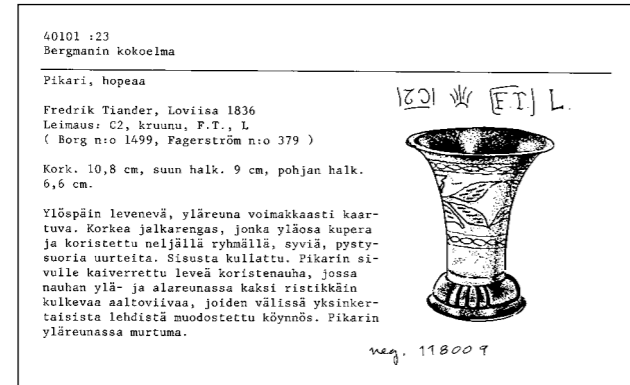 40101 :23
Bergmanin kokoelma
Pikari, hopeaa
Fredrik Tiander, Loviisa 1836
Leimaus: C2, kruunu, F.T., L
( Borg n:o 1499, Fagerström n:o 379 )
Kork. 10,8 cm, suun halk. 9 cm, pohjan halk.
6,6 cm.
Ylöspäin levenevä, yläreuna voimakkaasti kaar-
tuva. Korkea jalkarengas, jonka yläosa kupera
ja koristettu neljällä ryhmällä, syviä, pysty-
suoria uurteita. Sisusta kullattu. Pikarin si-
vulle kaiverrettu leveä koristenauha, jossa
nauhan ylä- ja alareunassa kaksi ristikkäin
kulkevaa aaltoviivaa, joiden välissä yksinker-
taisista lehdistä muodostettu köynnös. Pikarin
yläreunassa murtuma.
F.T. L.
neg. 118009